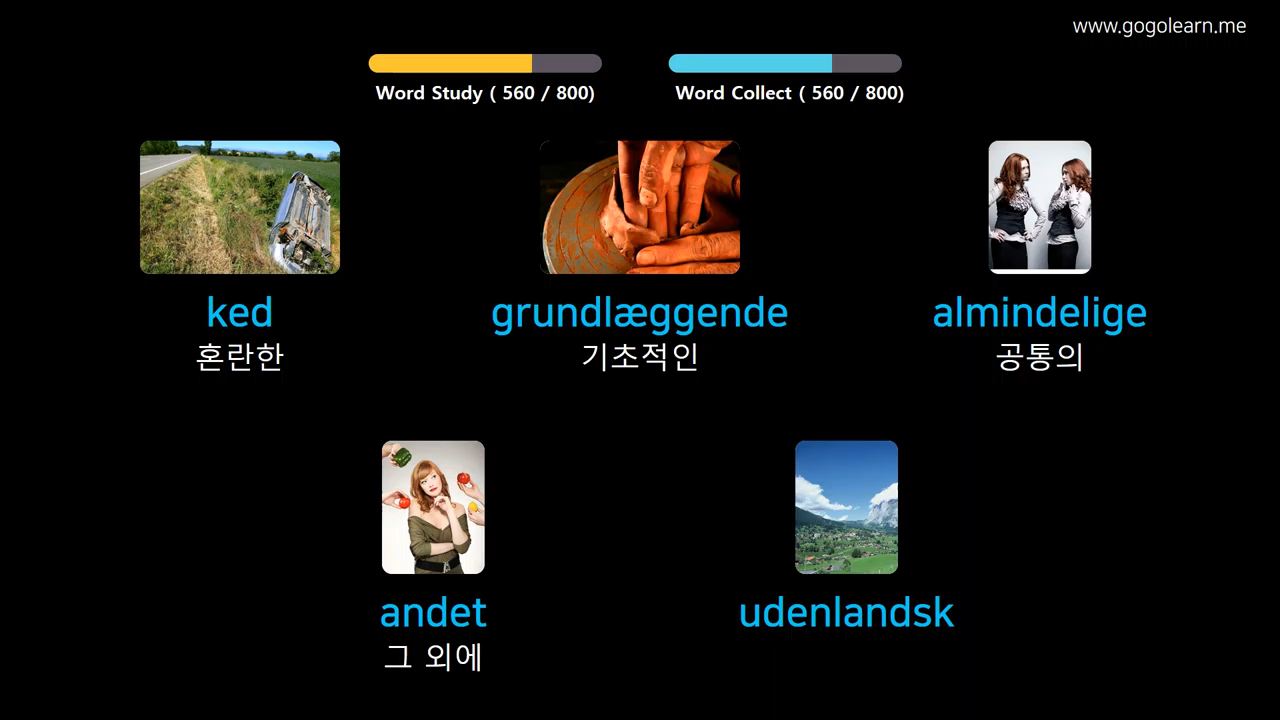 www.gogolearn.me
Word Study ( 560 / 800)
Word Collect ( 560 / 800)
ked
혼란한
grundlæggende
기초적인
almindelige
공통의
andet
그 외에
udenlandsk